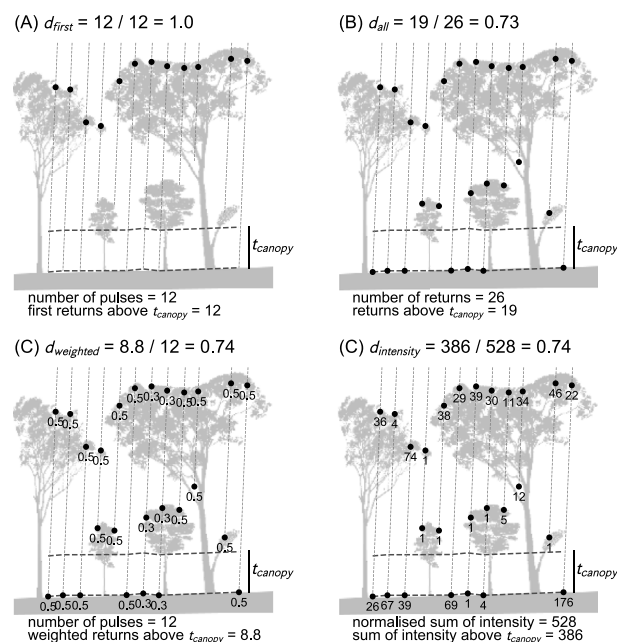 (A) d_first = 12 / 12 = 1.0
t_canopy
number of pulses = 12
first returns above t_canopy = 12
(B) d_all = 19 / 26 = 0.73
t_canopy
number of returns = 26
returns above t_canopy = 19
(C) d_weighted = 8.8 / 12 = 0.74
0.5 0.5
0.5 0.3 0.3 0.5 0.5
0.5
0.5 0.5
0.5 0.5
0.5
0.3 0.3 0.5
0.5 0.5
0.5
t_canopy
0.5 0.5 0.5 0.5 0.3 0.3 0.5
number of pulses = 12
weighted returns above t_canopy = 8.8
(C) d_intensity = 386 / 528 = 0.74
46 22
29 39 30 11 34
38
36 4
74 1
12
1 1 5
1 1
1
t_canopy
26 67 39 69 1 4 176
normalised sum of intensity = 528
sum of intensity above t_canopy = 386